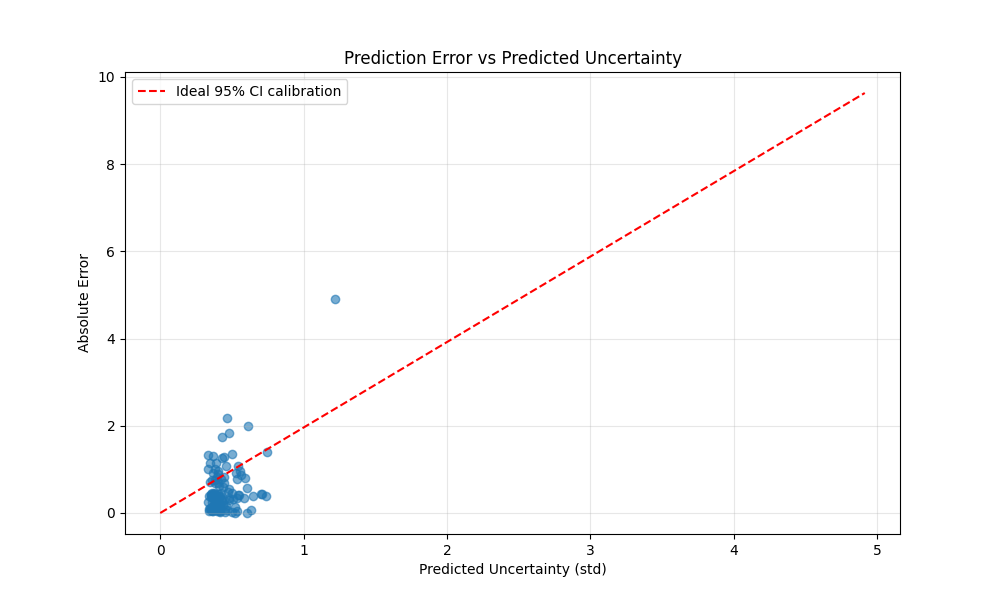 Prediction Error vs Predicted Uncertainty
Ideal 95% CI calibration
Absolute Error
10
8
6
4
2
0
0 1 2 3 4 5
Predicted Uncertainty (std)